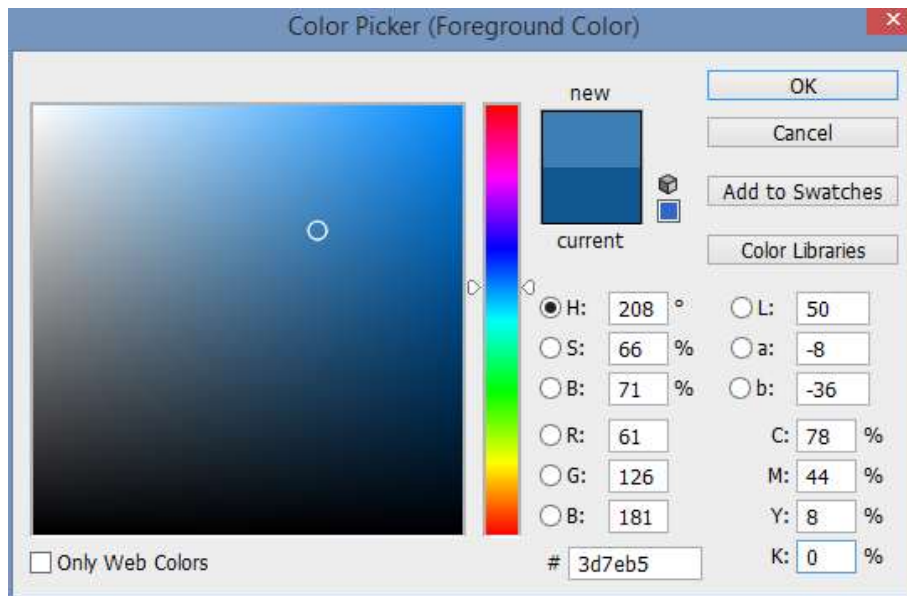 Color Picker (Foreground Color)
new
current
OK
Cancel
Add to Swatches
Color Libraries
H: 208 °
S: 66 %
B: 71 %
R: 61
G: 126
B: 181
# 3d7eb5
L: 50
a: -8
b: -36
C: 78 %
M: 44 %
Y: 8 %
K: 0 %
Only Web Colors